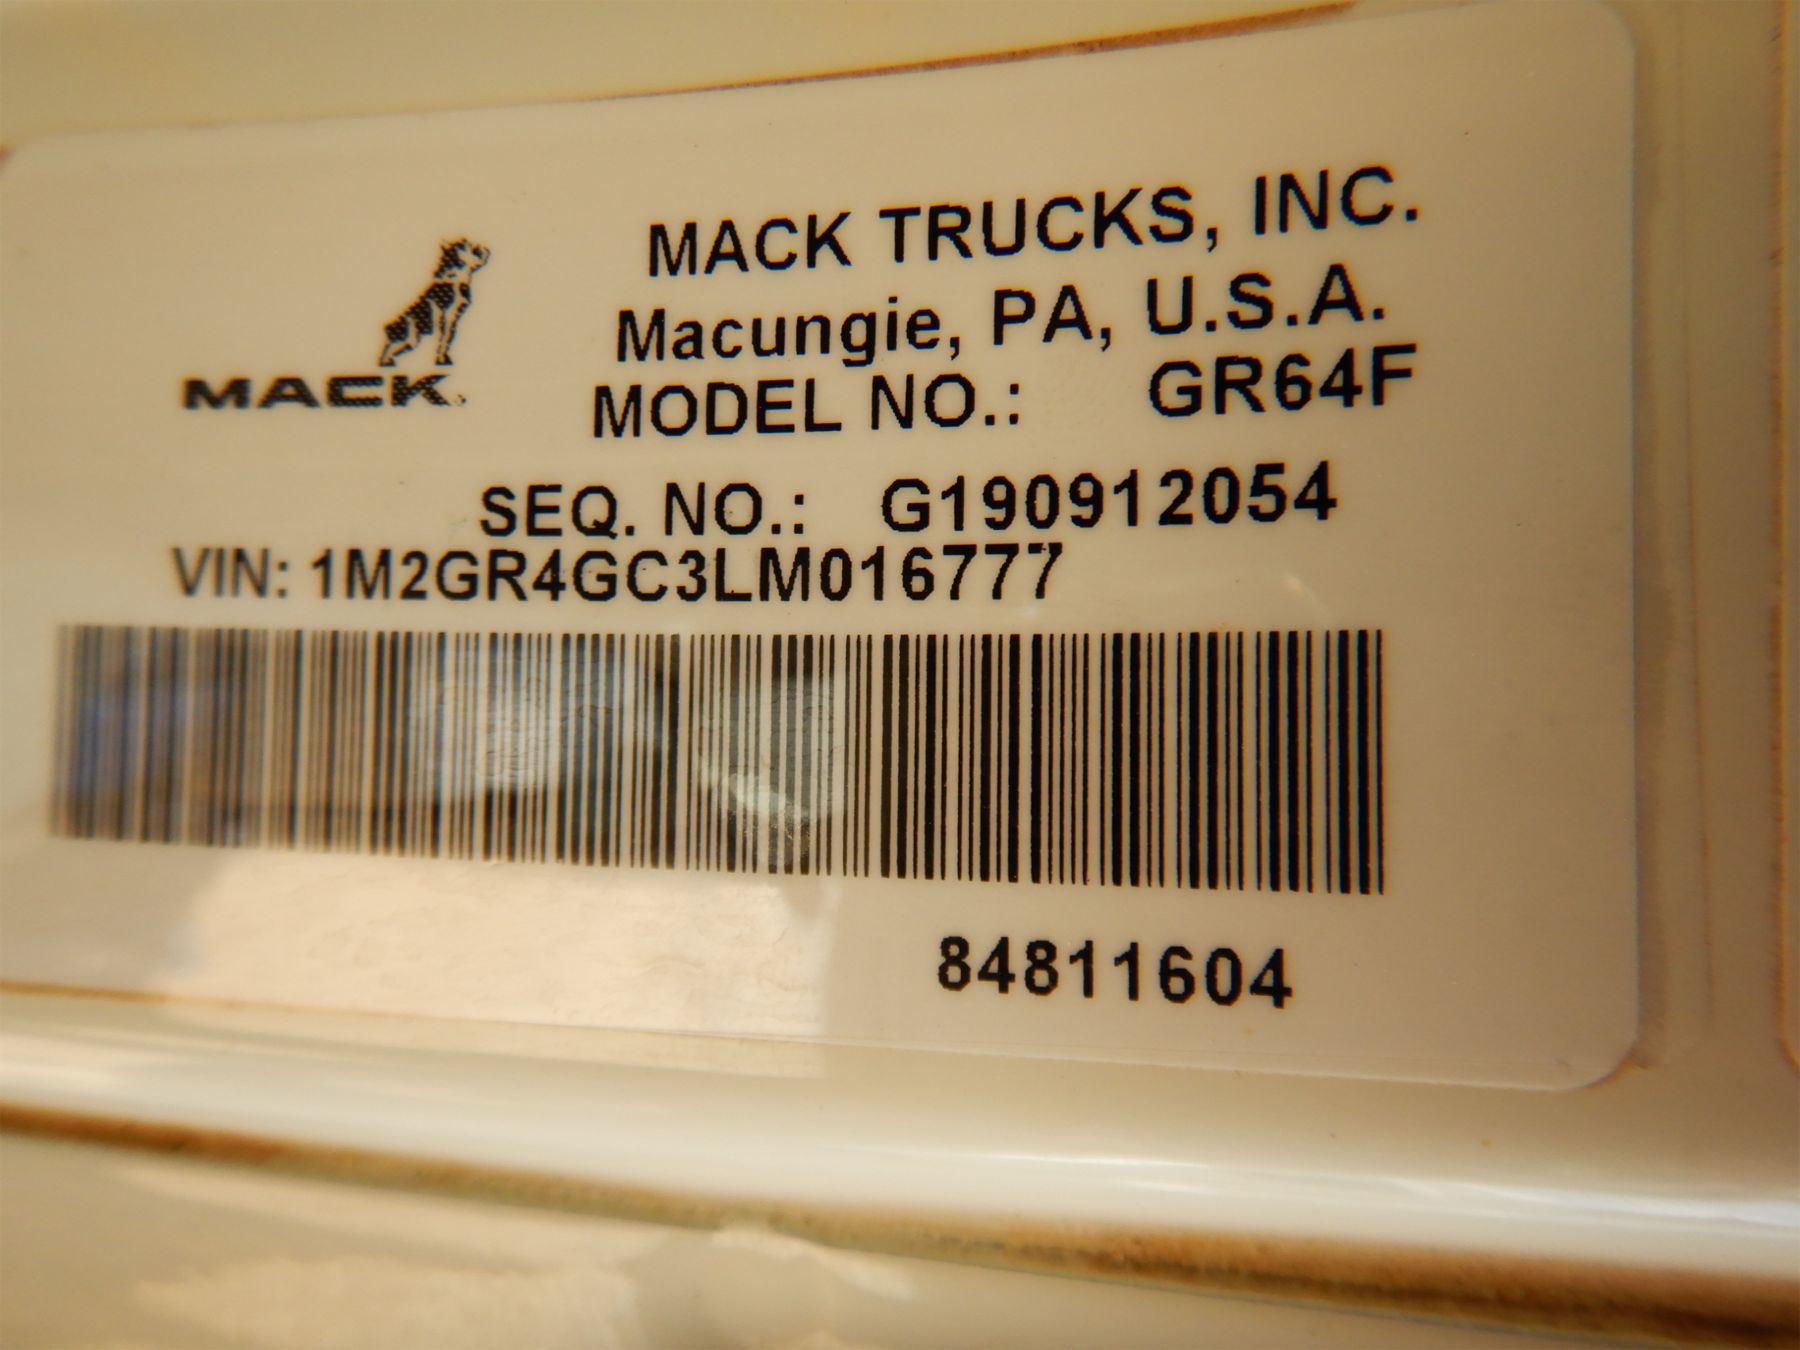 MACK TRUCKS, INC.
Macungie, PA, U.S.A.
MACK
MODEL NO.: GR64F
SEQ. NO.: G190912054
VIN: 1M2GR4GC3LM016777
84811604